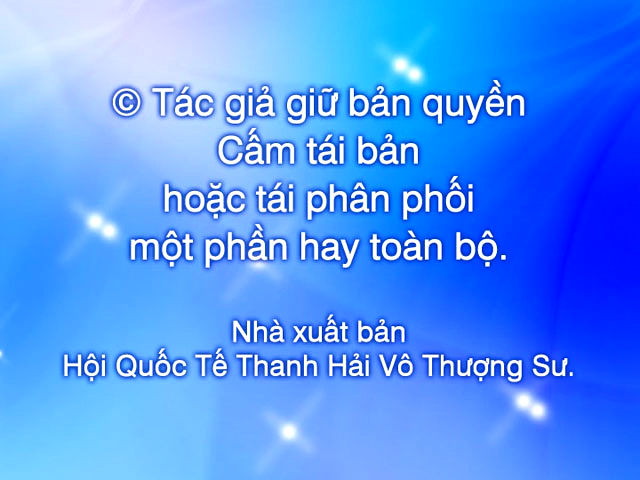 © Tác giả giữ bản quyền
Cấm tái bản
hoặc tái phân phối
một phần hay toàn bộ.
Nhà xuất bản
Hội Quốc Tế Thanh Hải Vô Thượng Sư.